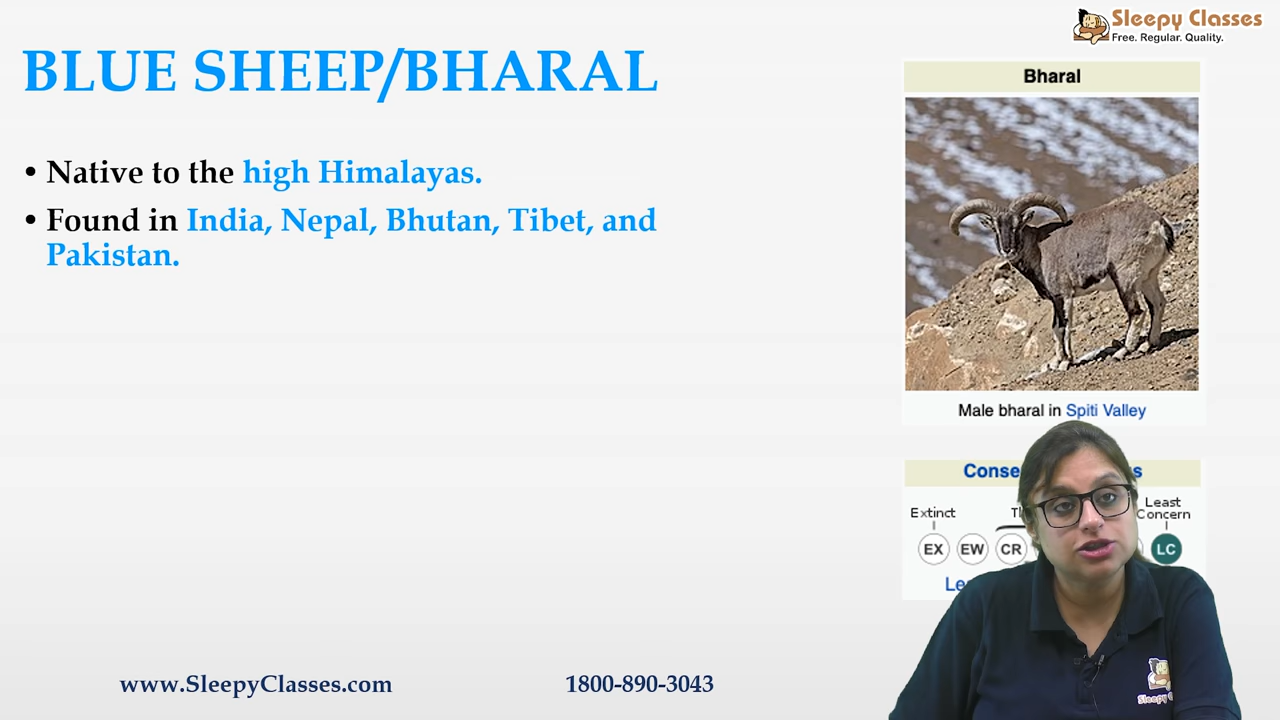 Sleepy Classes
Free. Regular. Quality.
BLUE SHEEP/BHARAL
• Native to the high Himalayas.
• Found in India, Nepal, Bhutan, Tibet, and
Pakistan.
Bharal
Male bharal in Spiti Valley
Extinct
Least
Concern
EX EW CR LC
www.SleepyClasses.com 1800-890-3043